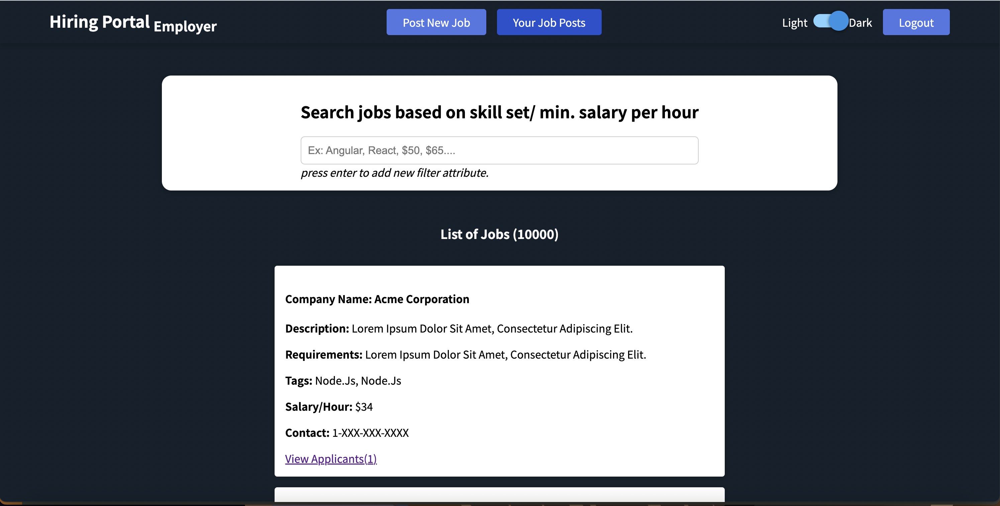 Hiring Portal Employer
Post New Job
Your Job Posts
Light
Dark
Logout
Search jobs based on skill set/ min. salary per hour
Ex: Angular, React, $50, $65....
press enter to add new filter attribute.
List of Jobs (10000)
Company Name: Acme Corporation
Description: Lorem Ipsum Dolor Sit Amet, Consectetur Adipiscing Elit.
Requirements: Lorem Ipsum Dolor Sit Amet, Consectetur Adipiscing Elit.
Tags: Node.Js, Node.Js
Salary/Hour: $34
Contact: 1-XXX-XXX-XXXX
View Applicants(1)